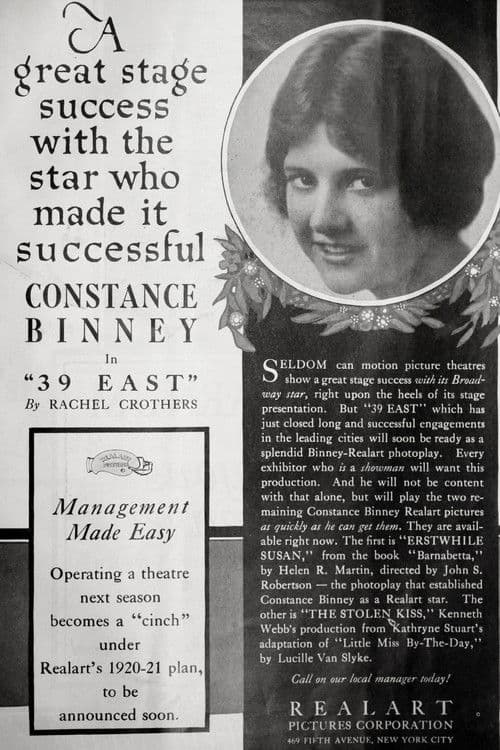 A
great stage
success
with the
star who
made it
successful
CONSTANCE
BINNEY
In
"39 EAST"
By RACHEL CROTHERS
REALART
PICTURES
Management
Made Easy
Operating a theatre
next season
becomes a "cinch"
under
Realart's 1920-21 plan,
to be
announced soon.
SELDOM can motion picture theatres
show a great stage success with its Broad-
way star, right upon the heels of its stage
presentation. But "39 EAST" which has
just closed long and successful engagements
in the leading cities will soon be ready as a
splendid Binney-Realart photoplay. Every
exhibitor who is a showman will want this
production. And he will not be content
with that alone, but will play the two re-
maining Constance Binney Realart pictures
as quickly as he can get them. They are avail-
able right now. The first is "ERSTWHILE
SUSAN," from the book "Barnabetta,"
by Helen R. Martin, directed by John S.
Robertson — the photoplay that established
Constance Binney as a Realart star. The
other is "THE STOLEN KISS," Kenneth
Webb's production from Kathryne Stuart's
adaptation of "Little Miss By-The-Day,"
by Lucille Van Slyke.
Call on our local manager today!
REALART
PICTURES CORPORATION
469 FIFTH AVENUE, NEW YORK CITY